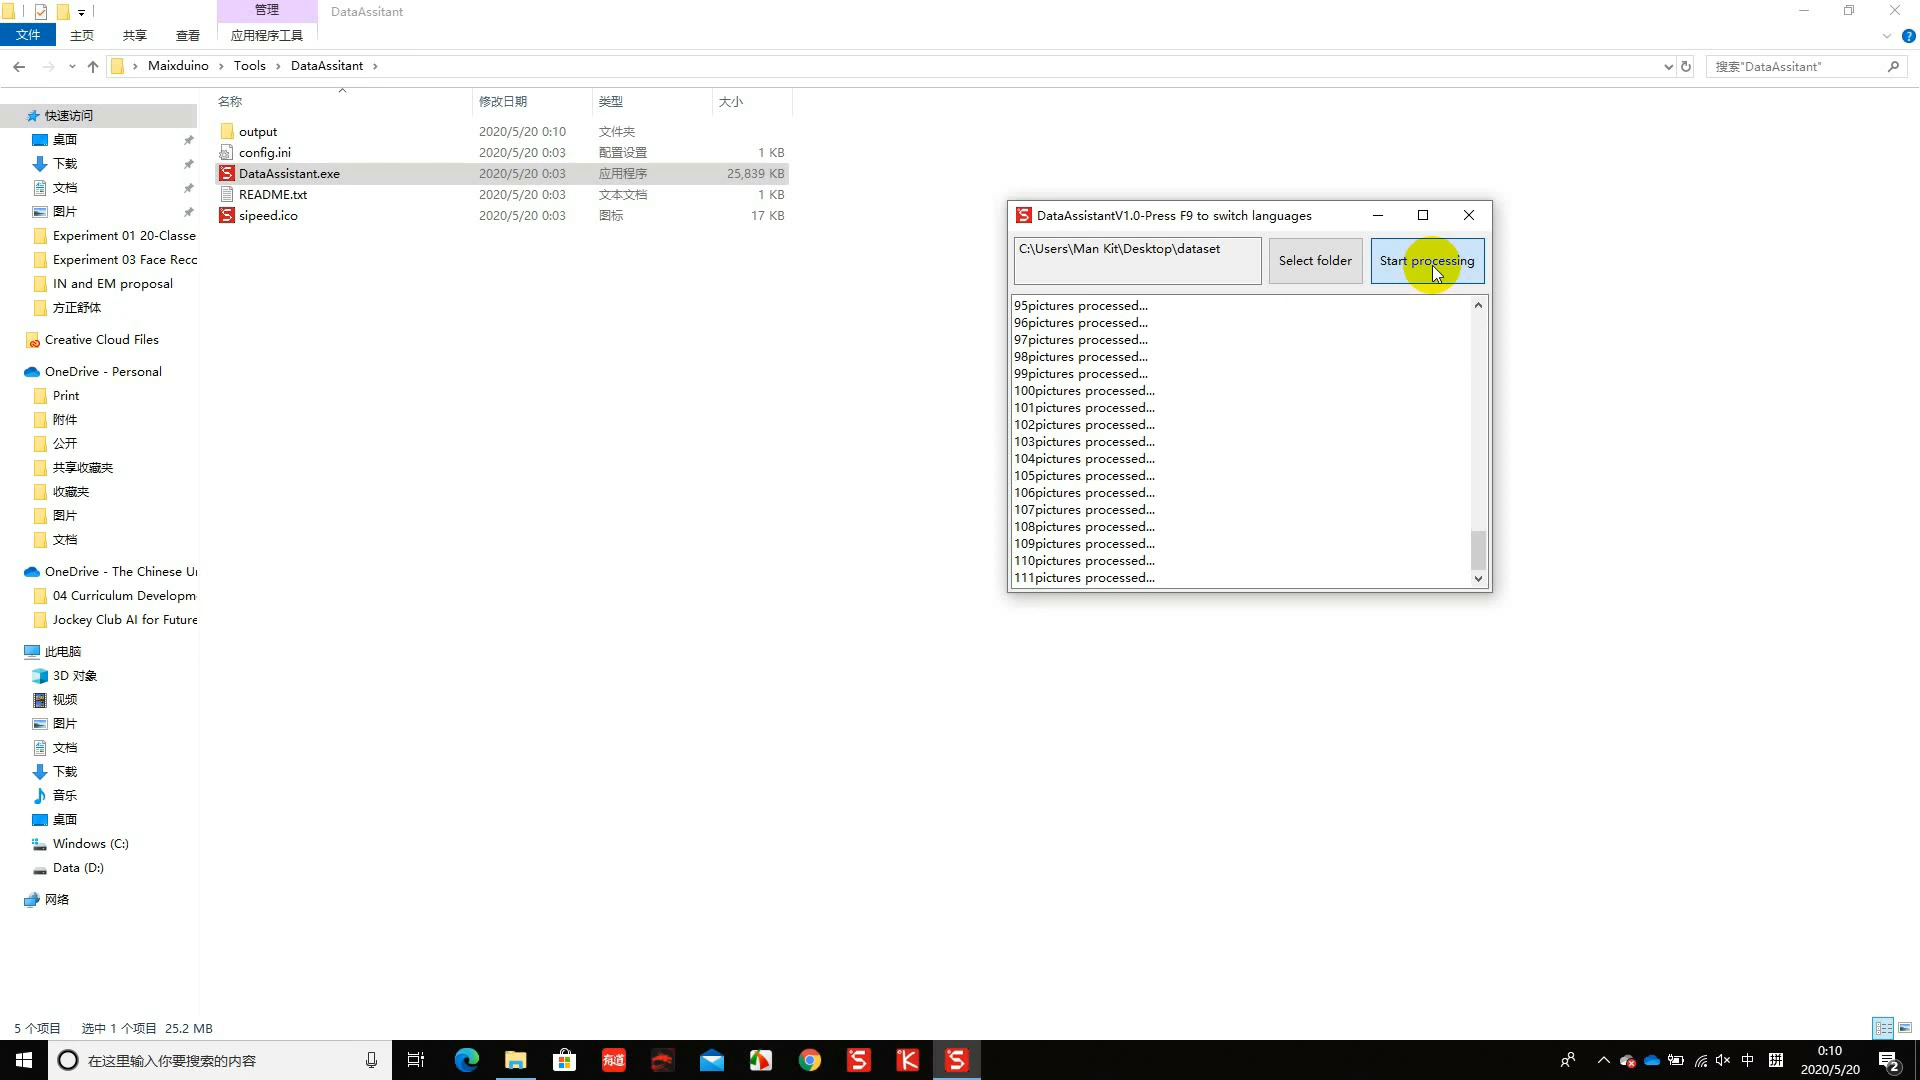 管理
DataAssitant
文件
主页
共享
查看
应用程序工具
Maixduino
Tools
DataAssitant
搜索"DataAssitant"
名称
修改日期
类型
大小
output
2020/5/20 0:10
文件夹
config.ini
2020/5/20 0:03
配置设置
1 KB
DataAssistant.exe
2020/5/20 0:03
应用程序
25,839 KB
README.txt
2020/5/20 0:03
文本文档
1 KB
sipeed.ico
2020/5/20 0:03
图标
17 KB
快速访问
桌面
下载
文档
图片
Experiment 01 20-Classe
Experiment 03 Face Recc
IN and EM proposal
方正舒体
Creative Cloud Files
OneDrive - Personal
Print
附件
公开
共享收藏夹
收藏夹
图片
文档
OneDrive - The Chinese Ur
04 Curriculum Developm
Jockey Club AI for Future
此电脑
3D 对象
视频
图片
文档
下载
音乐
桌面
Windows (C:)
Data (D:)
网络
DataAssistantV1.0-Press F9 to switch languages
C:\Users\Man Kit\Desktop\dataset
Select folder
Start processing
95pictures processed...
96pictures processed...
97pictures processed...
98pictures processed...
99pictures processed...
100pictures processed...
101pictures processed...
102pictures processed...
103pictures processed...
104pictures processed...
105pictures processed...
106pictures processed...
107pictures processed...
108pictures processed...
109pictures processed...
110pictures processed...
111pictures processed...
5 个项目
选中 1 个项目 25.2 MB
在这里输入你要搜索的内容
有道
中
拼
0:10
2020/5/20
2